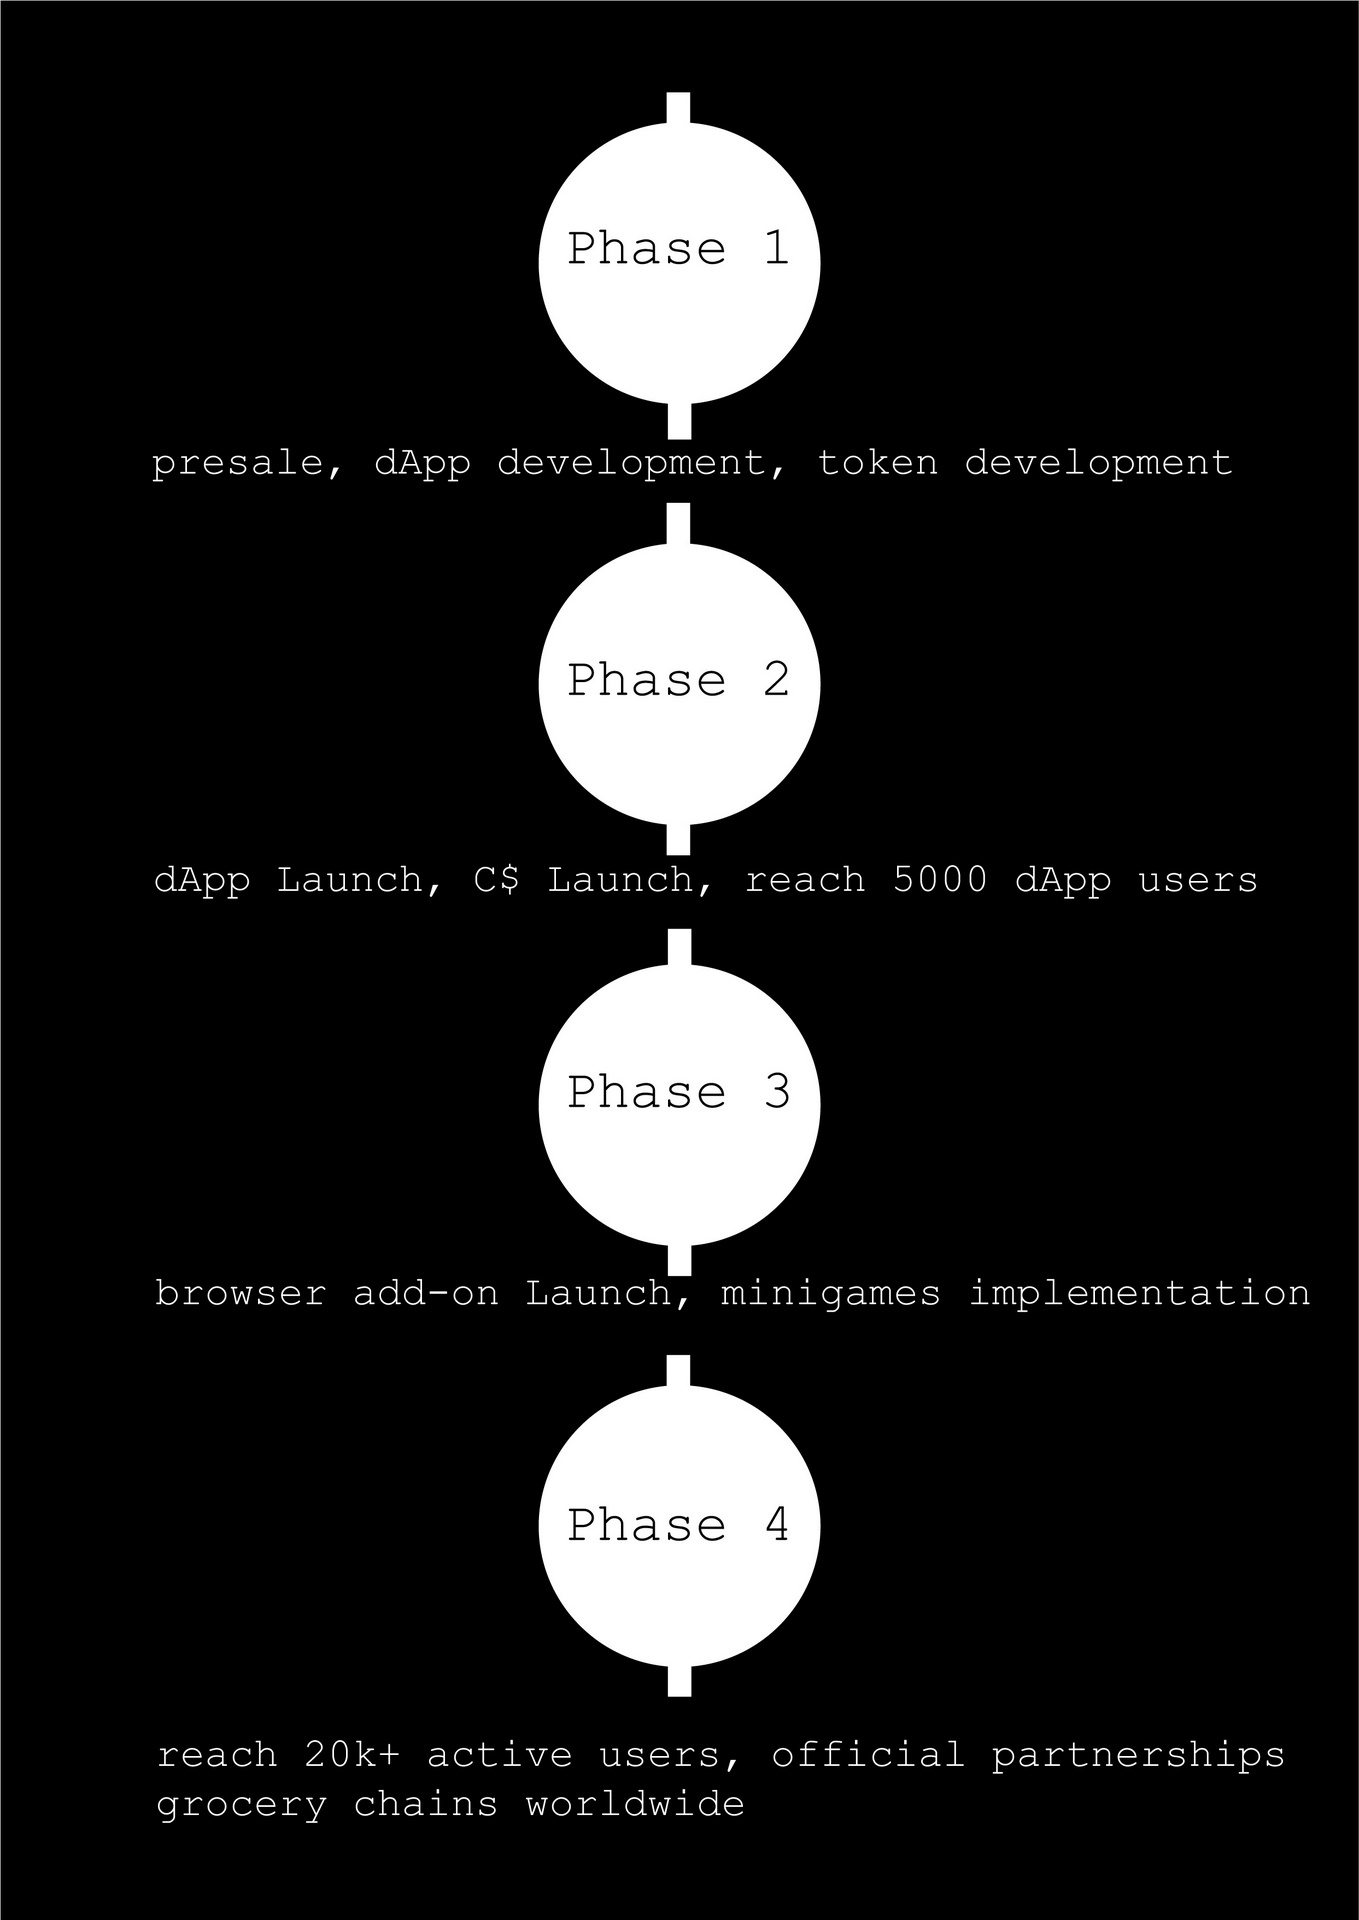 Phase 1
presale, dApp development, token development
Phase 2
dApp Launch, C$ Launch, reach 5000 dApp users
Phase 3
browser add-on Launch, minigames implementation
Phase 4
reach 20k+ active users, official partnerships
grocery chains worldwide